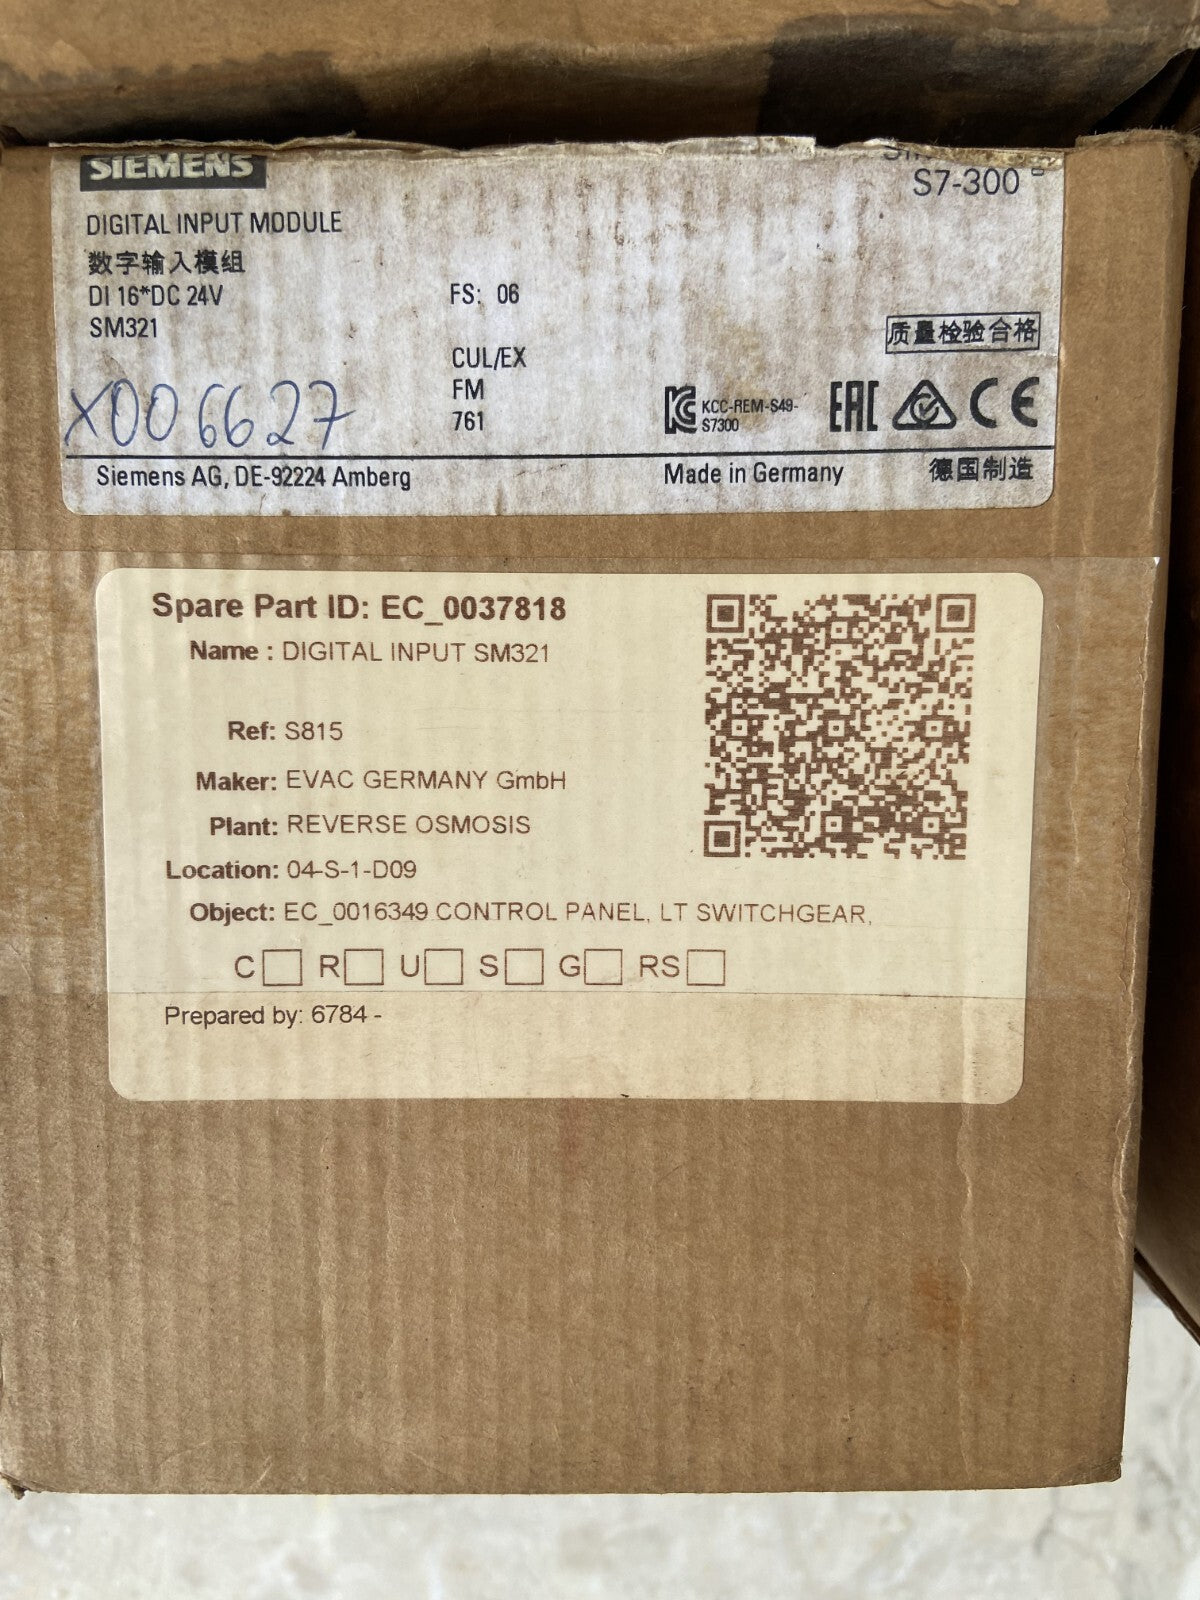 SIEMENS
S7-300
DIGITAL INPUT MODULE
数字输入模组
DI 16*DC 24V
FS: 06
SM321
质量检验合格
CUL/EX
FM
761
X006627
KCC-REM-S49-
S7300
EAC
CE
Siemens AG, DE-92224 Amberg
Made in Germany
德国制造
Spare Part ID: EC_0037818
Name : DIGITAL INPUT SM321
Ref: S815
Maker: EVAC GERMANY GmbH
Plant: REVERSE OSMOSIS
Location: 04-S-1-D09
Object: EC_0016349 CONTROL PANEL, LT SWITCHGEAR,
C R U S G RS
Prepared by: 6784 -